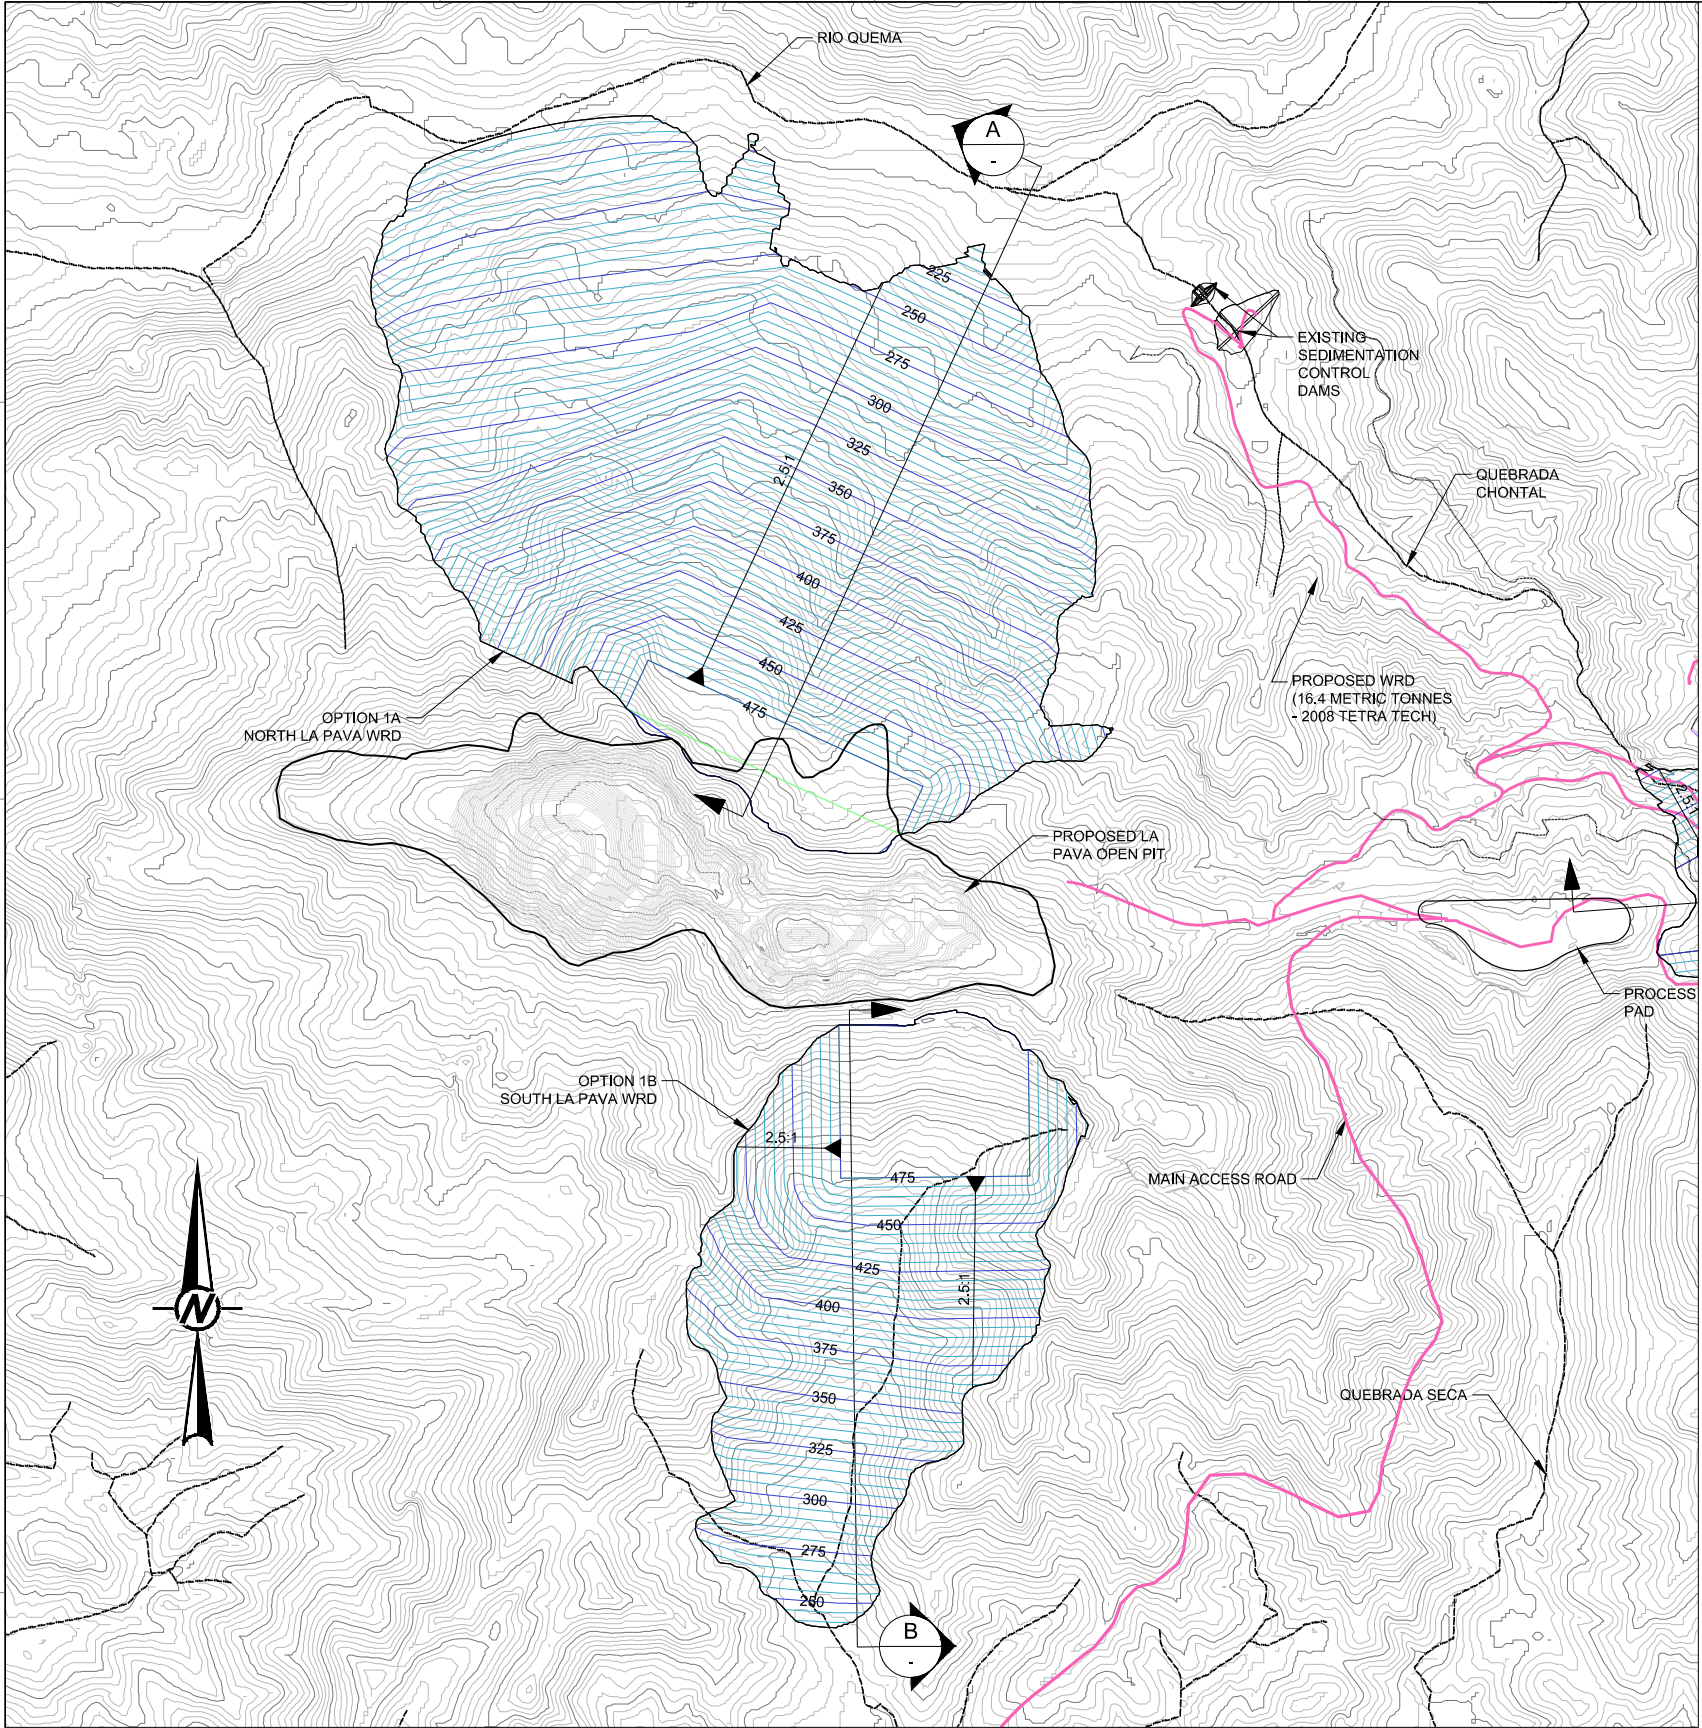 RIO QUEMA
A
-
225
250
275
300
325
350
375
400
425
450
475
2.5:1
EXISTING
SEDIMENTATION
CONTROL
DAMS
QUEBRADA
CHONTAL
PROPOSED WRD
(16.4 METRIC TONNES
- 2008 TETRA TECH)
OPTION 1A
NORTH LA PAVA WRD
2.5:1
PROPOSED LA
PAVA OPEN PIT
PROCESS
PAD
OPTION 1B
SOUTH LA PAVA WRD
2.5:1
475
450
425
400
375
350
325
300
275
250
2.5:1
MAIN ACCESS ROAD
QUEBRADA SECA
N
B
-